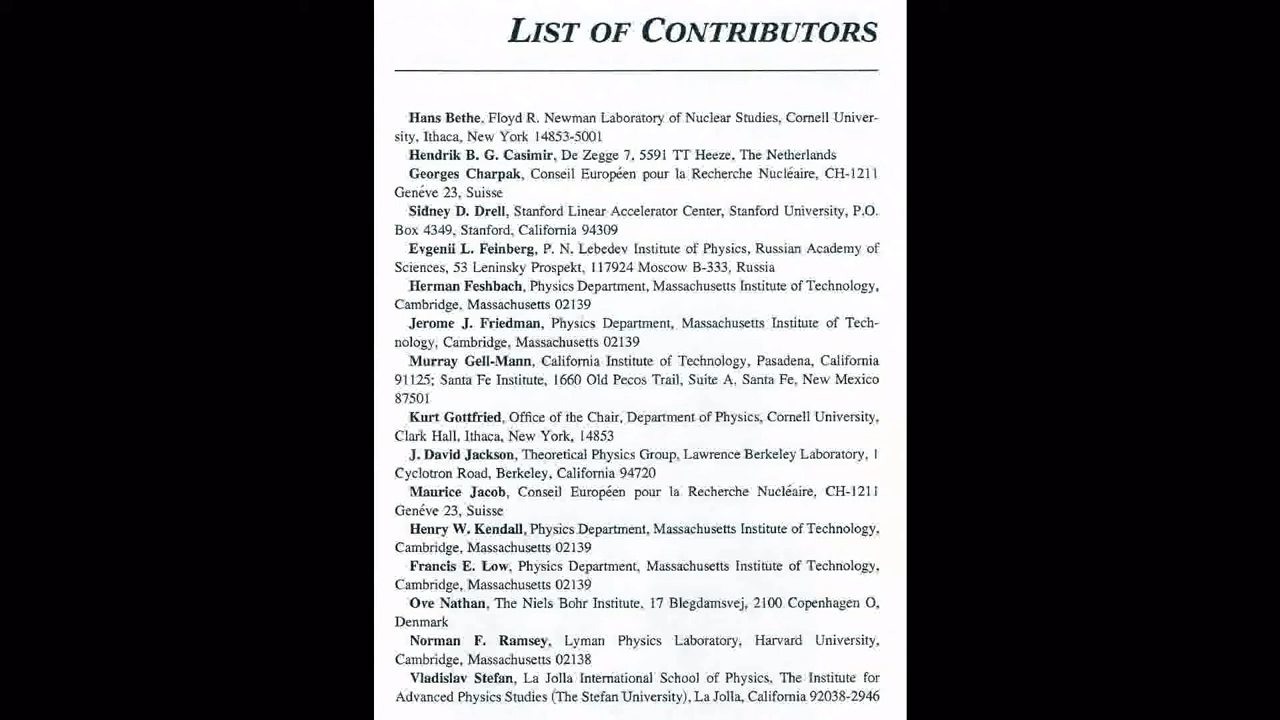 LIST OF CONTRIBUTORS
Hans Bethe, Floyd R. Newman Laboratory of Nuclear Studies, Cornell Univer-
sity, Ithaca, New York 14853-5001
Hendrik B. G. Casimir, De Zegge 7, 5591 TT Heeze, The Netherlands
Georges Charpak, Conseil Européen pour la Recherche Nucléaire, CH-1211
Genéve 23, Suisse
Sidney D. Drell, Stanford Linear Accelerator Center, Stanford University, P.O.
Box 4349, Stanford, California 94309
Evgenii L. Feinberg, P. N. Lebedev Institute of Physics, Russian Academy of
Sciences, 53 Leninsky Prospekt, 117924 Moscow B-333, Russia
Herman Feshbach, Physics Department, Massachusetts Institute of Technology,
Cambridge, Massachusetts 02139
Jerome J. Friedman, Physics Department, Massachusetts Institute of Tech-
nology, Cambridge, Massachusetts 02139
Murray Gell-Mann, California Institute of Technology, Pasadena, California
91125; Santa Fe Institute, 1660 Old Pecos Trail, Suite A, Santa Fe, New Mexico
87501
Kurt Gottfried, Office of the Chair, Department of Physics, Cornell University,
Clark Hall, Ithaca, New York, 14853
J. David Jackson, Theoretical Physics Group, Lawrence Berkeley Laboratory, 1
Cyclotron Road, Berkeley, California 94720
Maurice Jacob, Conseil Européen pour la Recherche Nucléaire, CH-1211
Genéve 23, Suisse
Henry W. Kendall, Physics Department, Massachusetts Institute of Technology,
Cambridge, Massachusetts 02139
Francis E. Low, Physics Department, Massachusetts Institute of Technology,
Cambridge, Massachusetts 02139
Ove Nathan, The Niels Bohr Institute, 17 Blegdamsvej, 2100 Copenhagen O,
Denmark
Norman F. Ramsey, Lyman Physics Laboratory, Harvard University,
Cambridge, Massachusetts 02138
Vladislav Stefan, La Jolla International School of Physics, The Institute for
Advanced Physics Studies (The Stefan University), La Jolla, California 92038-2946